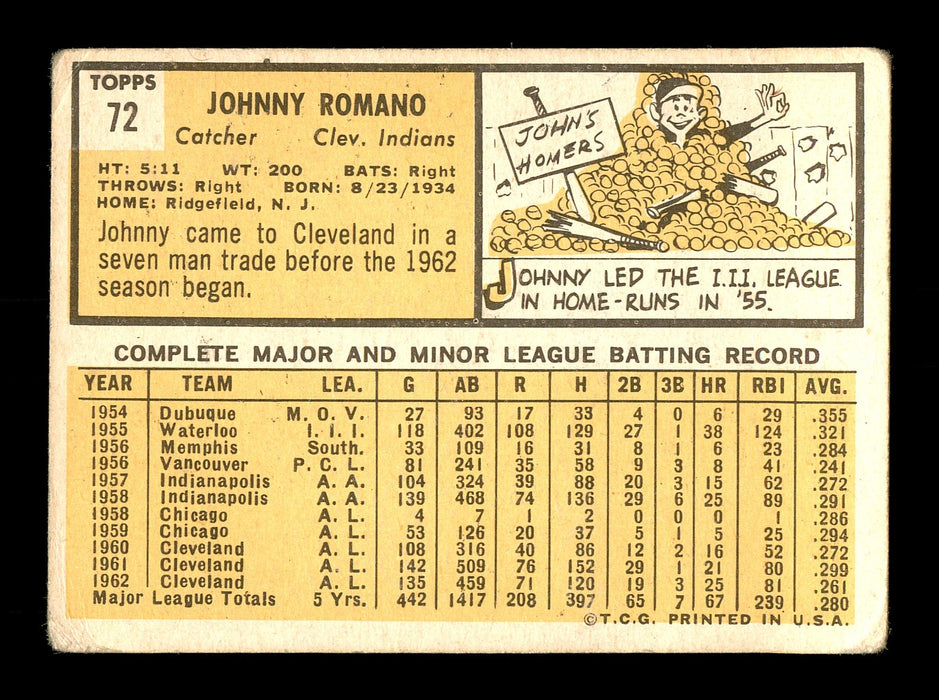 TOPPS
72
JOHNNY ROMANO
Catcher Clev. Indians
HT: 5:11 WT: 200 BATS: Right
THROWS: Right BORN: 8/23/1934
HOME: Ridgefield, N. J.
Johnny came to Cleveland in a
seven man trade before the 1962
season began.
JOHN'S
HOMERS
JOHNNY LED THE I.I.I. LEAGUE
IN HOME-RUNS IN '55.
COMPLETE MAJOR AND MINOR LEAGUE BATTING RECORD
YEAR TEAM LEA. G AB R H 2B 3B HR RBI AVG.
1954 Dubuque M. O. V. 27 93 17 33 4 0 6 29 .355
1955 Waterloo I. I. I. 118 402 108 129 27 1 38 124 .321
1956 Memphis South. 33 109 16 31 8 1 6 23 .284
1956 Vancouver P. C. L. 81 241 35 58 9 3 8 41 .241
1957 Indianapolis A. A. 104 324 39 88 20 3 15 62 .272
1958 Indianapolis A. A. 139 468 74 136 29 6 25 89 .291
1958 Chicago A. L. 4 7 1 2 0 0 0 1 .286
1959 Chicago A. L. 53 126 20 37 5 1 5 25 .294
1960 Cleveland A. L. 108 316 40 86 12 2 16 52 .272
1961 Cleveland A. L. 142 509 76 152 29 1 21 80 .299
1962 Cleveland A. L. 135 459 71 120 19 3 25 81 .261
Major League Totals 5 Yrs. 442 1417 208 397 65 7 67 239 .280
©T.C.G. PRINTED IN U.S.A.